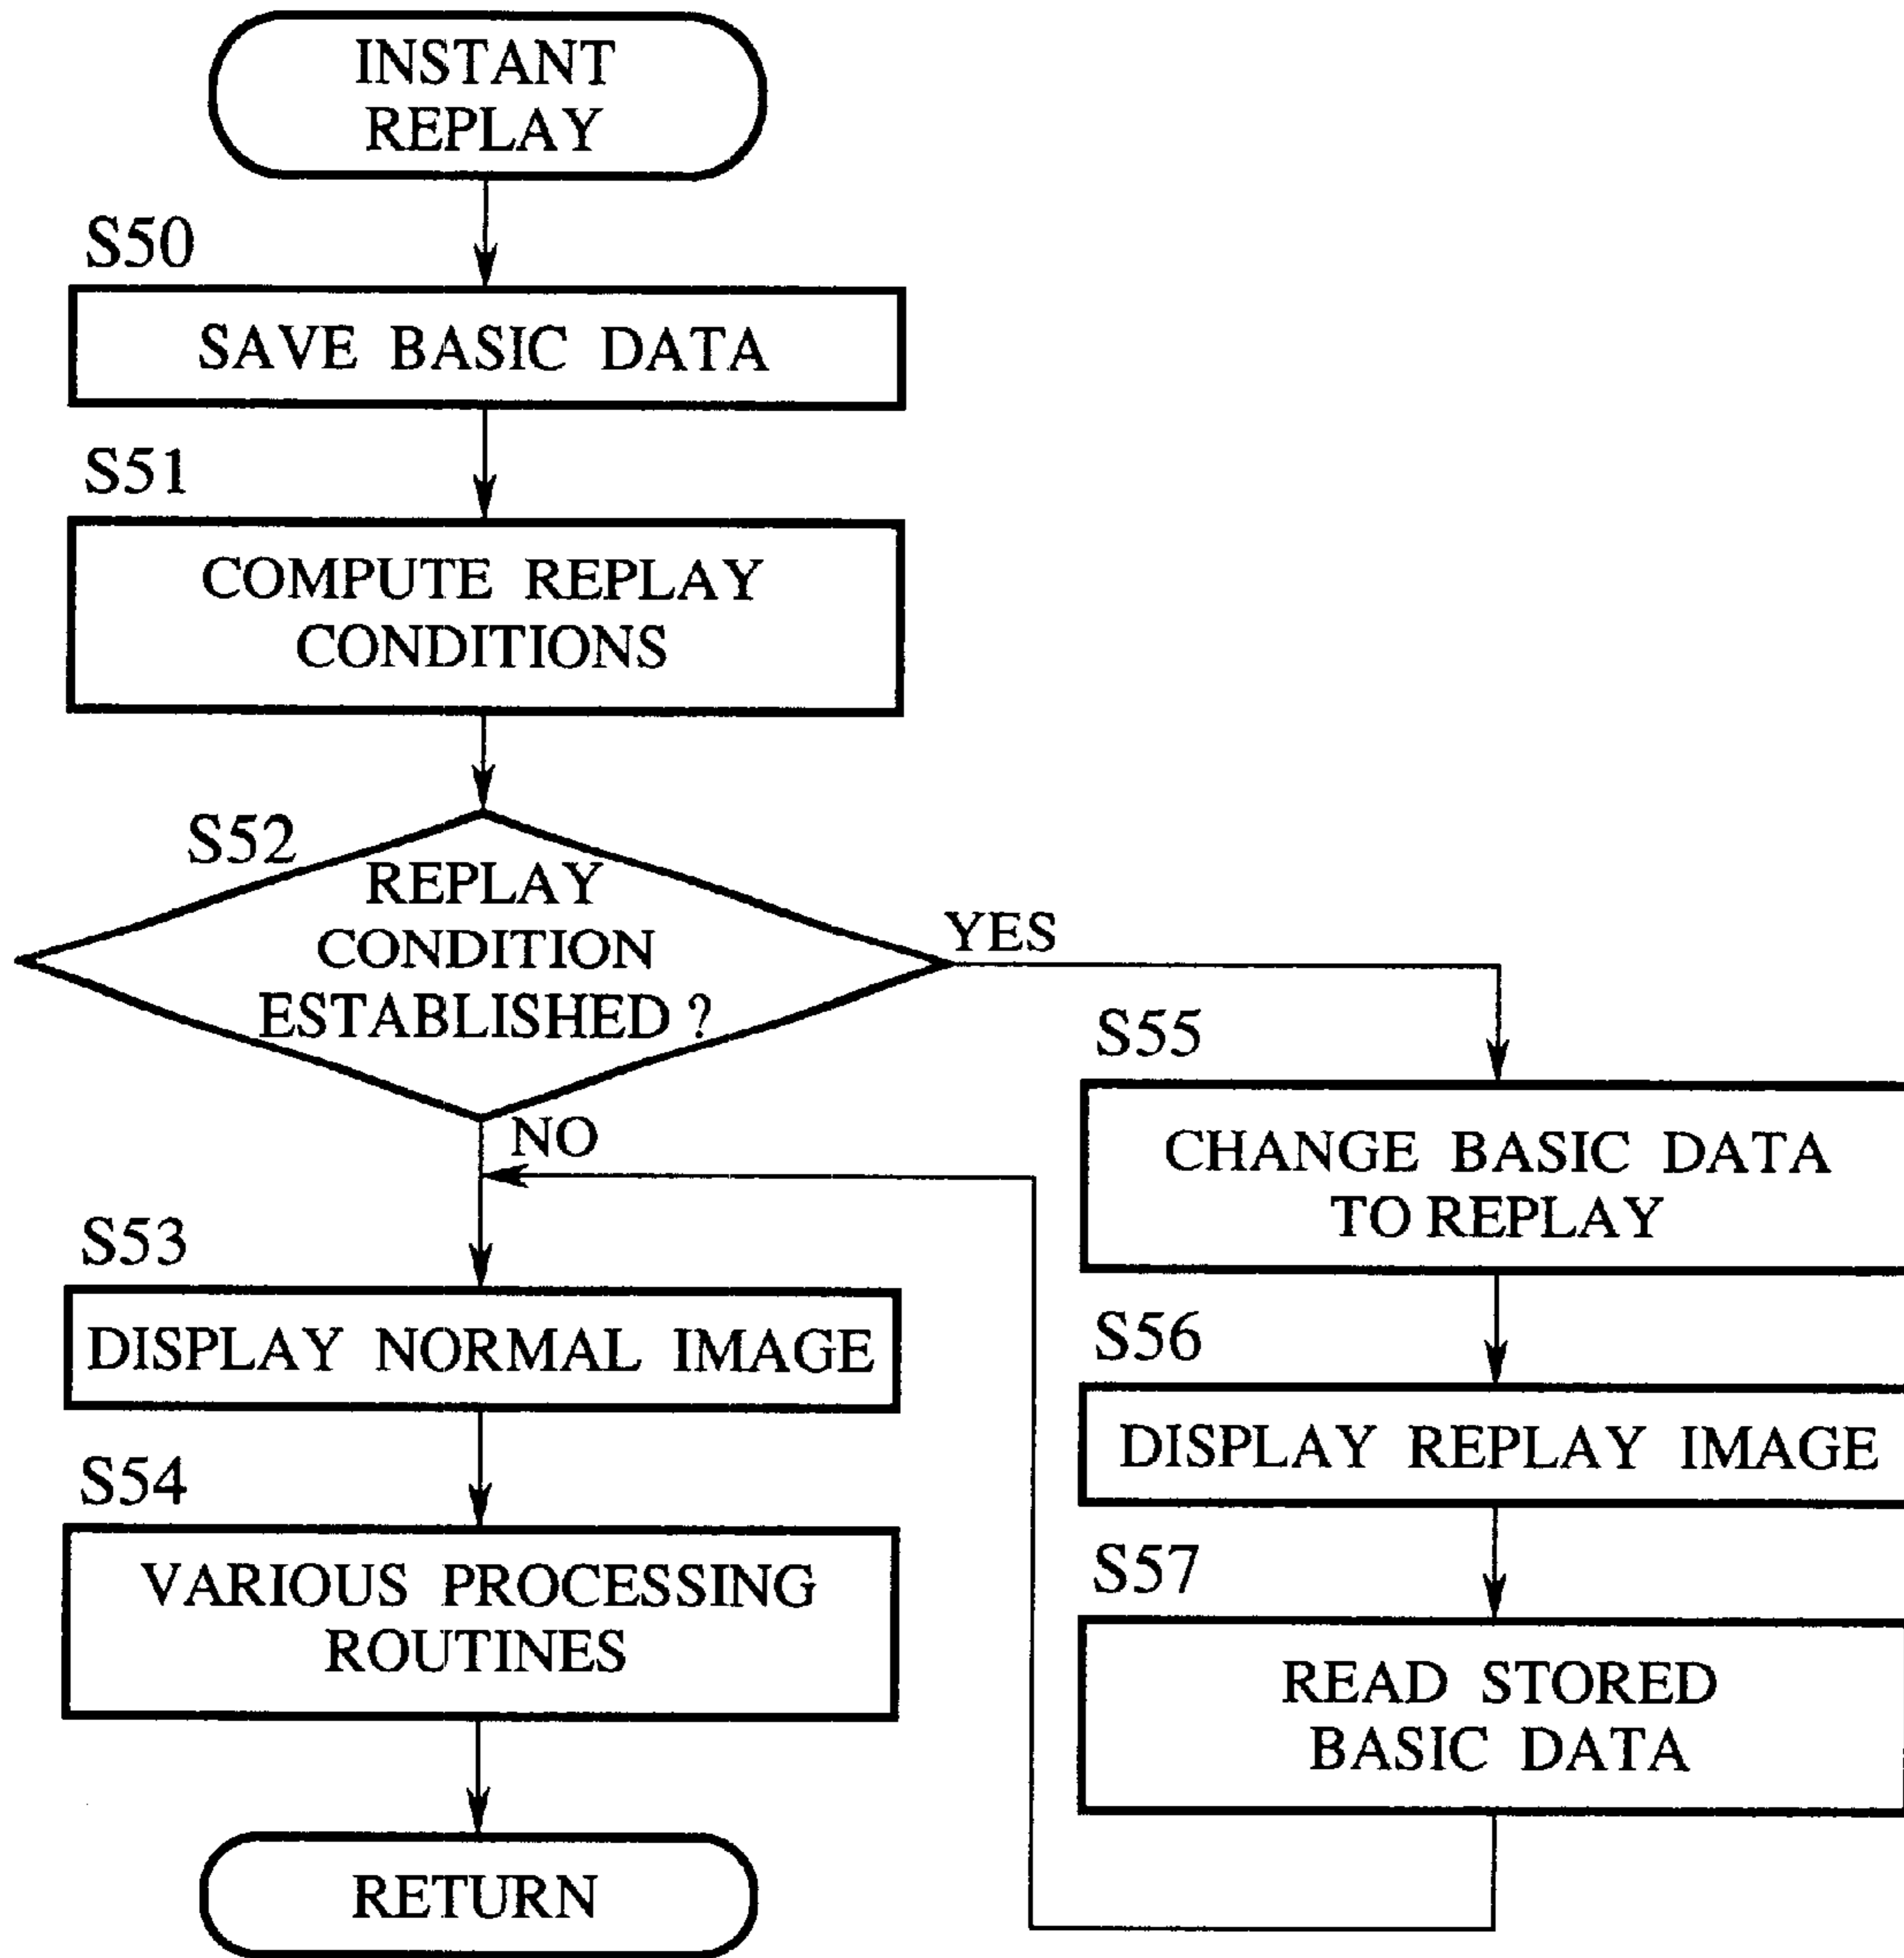 INSTANT
REPLAY
S50
SAVE BASIC DATA
S51
COMPUTE REPLAY
CONDITIONS
S52
REPLAY
CONDITION
ESTABLISHED ?
YES
NO
S53
DISPLAY NORMAL IMAGE
S54
VARIOUS PROCESSING
ROUTINES
RETURN
S55
CHANGE BASIC DATA
TO REPLAY
S56
DISPLAY REPLAY IMAGE
S57
READ STORED
BASIC DATA